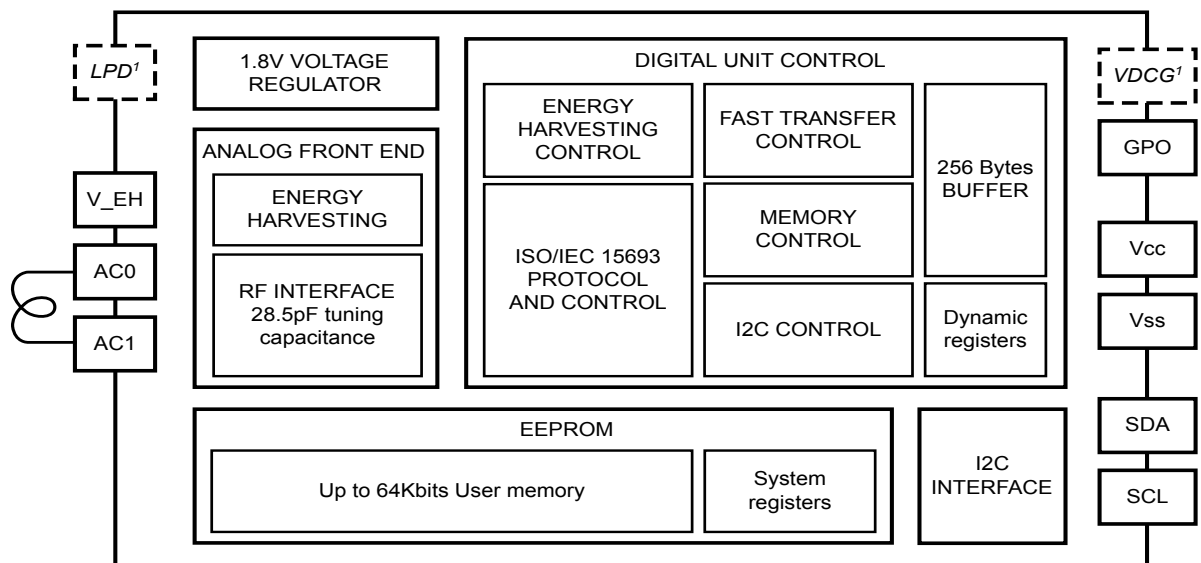 LPD¹
V_EH
AC0
AC1
1.8V VOLTAGE
REGULATOR
ANALOG FRONT END
ENERGY
HARVESTING
RF INTERFACE
28.5pF tuning
capacitance
DIGITAL UNIT CONTROL
ENERGY
HARVESTING
CONTROL
FAST TRANSFER
CONTROL
256 Bytes
BUFFER
ISO/IEC 15693
PROTOCOL
AND CONTROL
MEMORY
CONTROL
I2C CONTROL
Dynamic
registers
EEPROM
Up to 64Kbits User memory
System
registers
I2C
INTERFACE
VDCG¹
GPO
Vcc
Vss
SDA
SCL